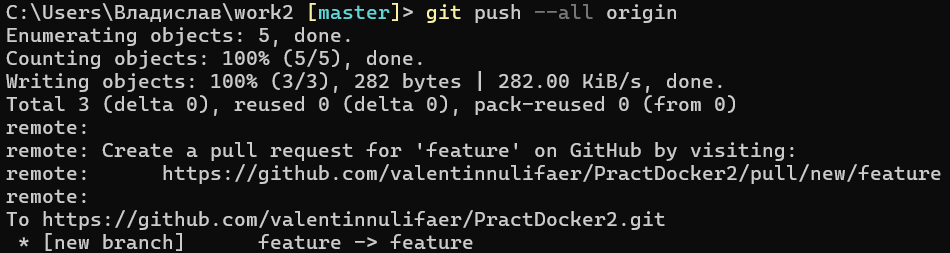 C:\Users\Владислав\work2 [master]> git push --all origin
Enumerating objects: 5, done.
Counting objects: 100% (5/5), done.
Writing objects: 100% (3/3), 282 bytes | 282.00 KiB/s, done.
Total 3 (delta 0), reused 0 (delta 0), pack-reused 0 (from 0)
remote:
remote: Create a pull request for 'feature' on GitHub by visiting:
remote:      https://github.com/valentinnulifaer/PractDocker2/pull/new/feature
remote:
To https://github.com/valentinnulifaer/PractDocker2.git
 * [new branch]      feature -> feature